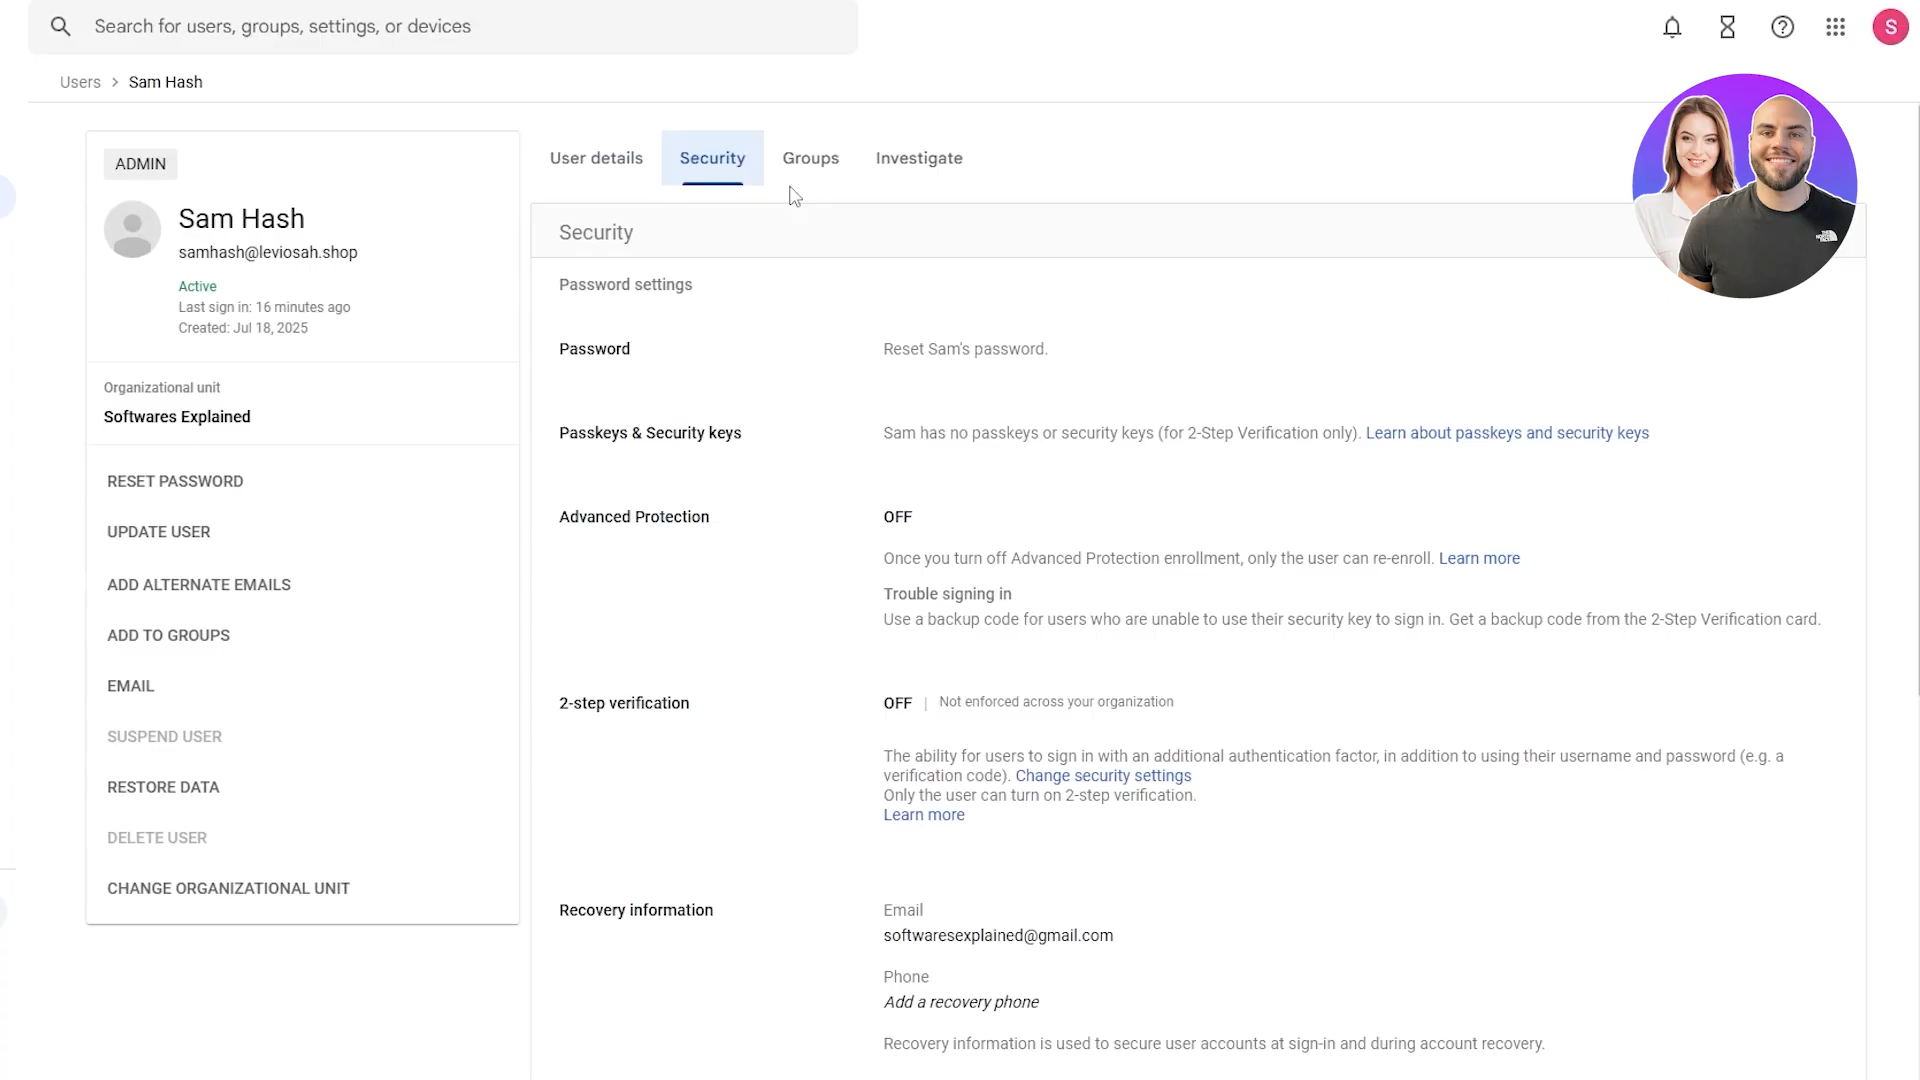 Search for users, groups, settings, or devices
S
Users > Sam Hash
ADMIN
Sam Hash
samhash@leviosah.shop
Active
Last sign in: 16 minutes ago
Created: Jul 18, 2025
Organizational unit
Softwares Explained
RESET PASSWORD
UPDATE USER
ADD ALTERNATE EMAILS
ADD TO GROUPS
EMAIL
SUSPEND USER
RESTORE DATA
DELETE USER
CHANGE ORGANIZATIONAL UNIT
User details Security Groups Investigate
Security
Password settings
Password Reset Sam's password.
Passkeys & Security keys Sam has no passkeys or security keys (for 2-Step Verification only). Learn about passkeys and security keys
Advanced Protection OFF
Once you turn off Advanced Protection enrollment, only the user can re-enroll. Learn more
Trouble signing in
Use a backup code for users who are unable to use their security key to sign in. Get a backup code from the 2-Step Verification card.
2-step verification OFF | Not enforced across your organization
The ability for users to sign in with an additional authentication factor, in addition to using their username and password (e.g. a
verification code). Change security settings
Only the user can turn on 2-step verification.
Learn more
Recovery information Email
softwaresexplained@gmail.com
Phone
Add a recovery phone
Recovery information is used to secure user accounts at sign-in and during account recovery.